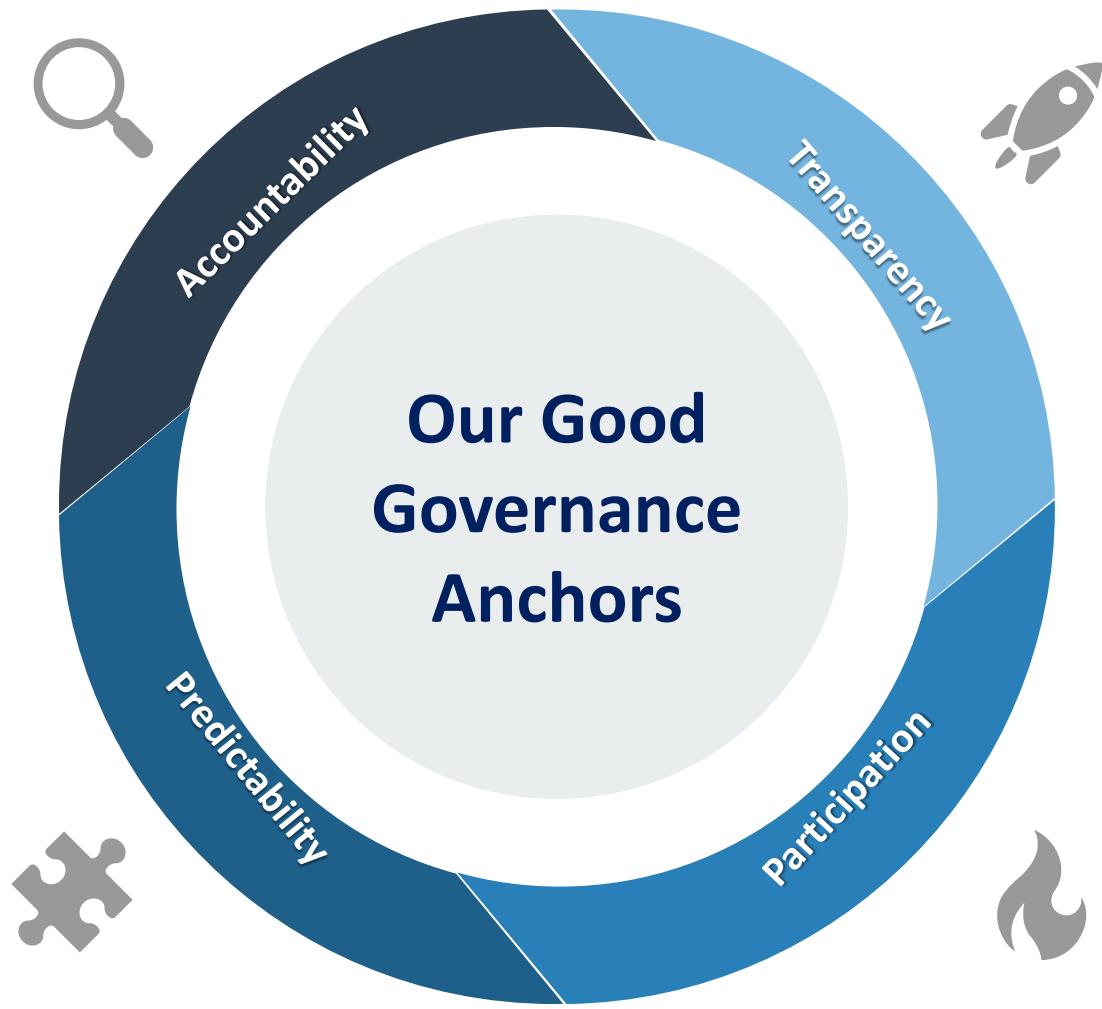 Accountability
Transparency
Our Good
Governance
Anchors
Predictability
Participation